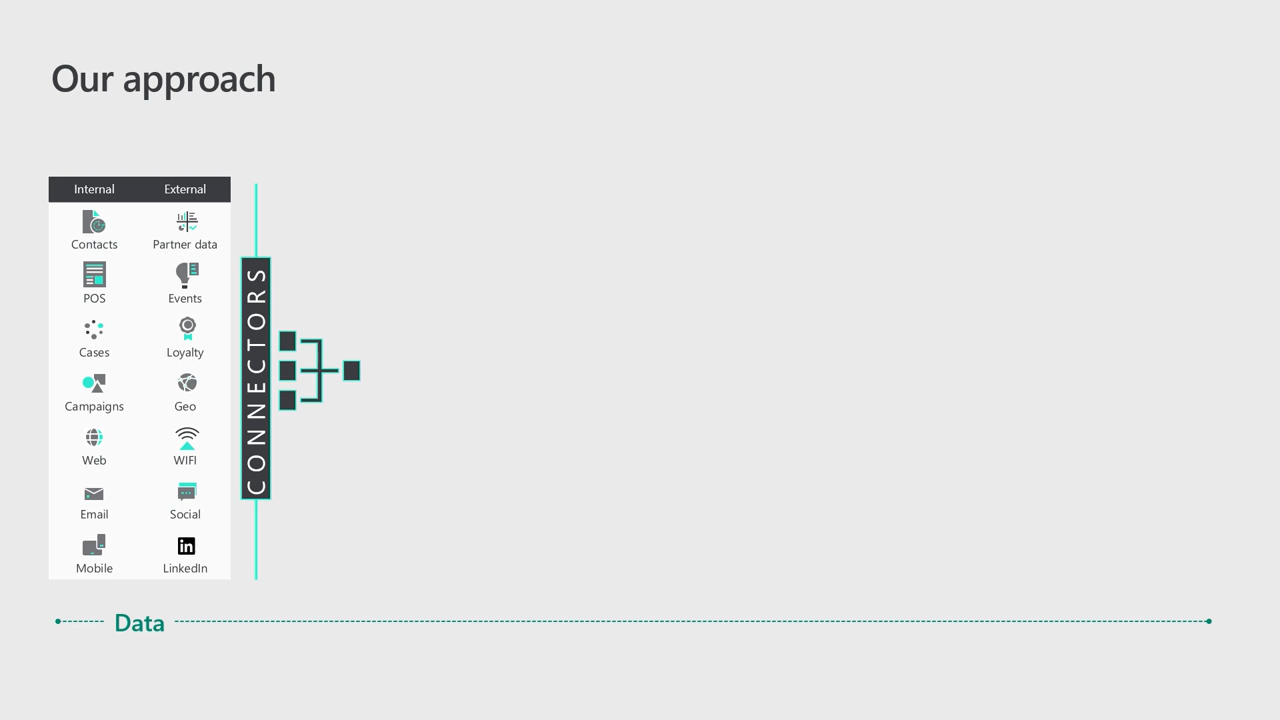 Our approach
Internal External
Contacts Partner data
POS Events
Cases Loyalty
Campaigns Geo
Web WIFI
Email Social
in
Mobile LinkedIn
CONNECTORS
Data